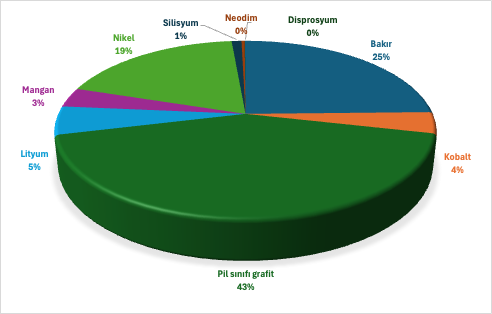 Neodim
0%
Disprosyum
0%
Silisyum
1%
Nikel
19%
Bakır
25%
Mangan
3%
Lityum
5%
Kobalt
4%
Pil sınıfı grafit
43%